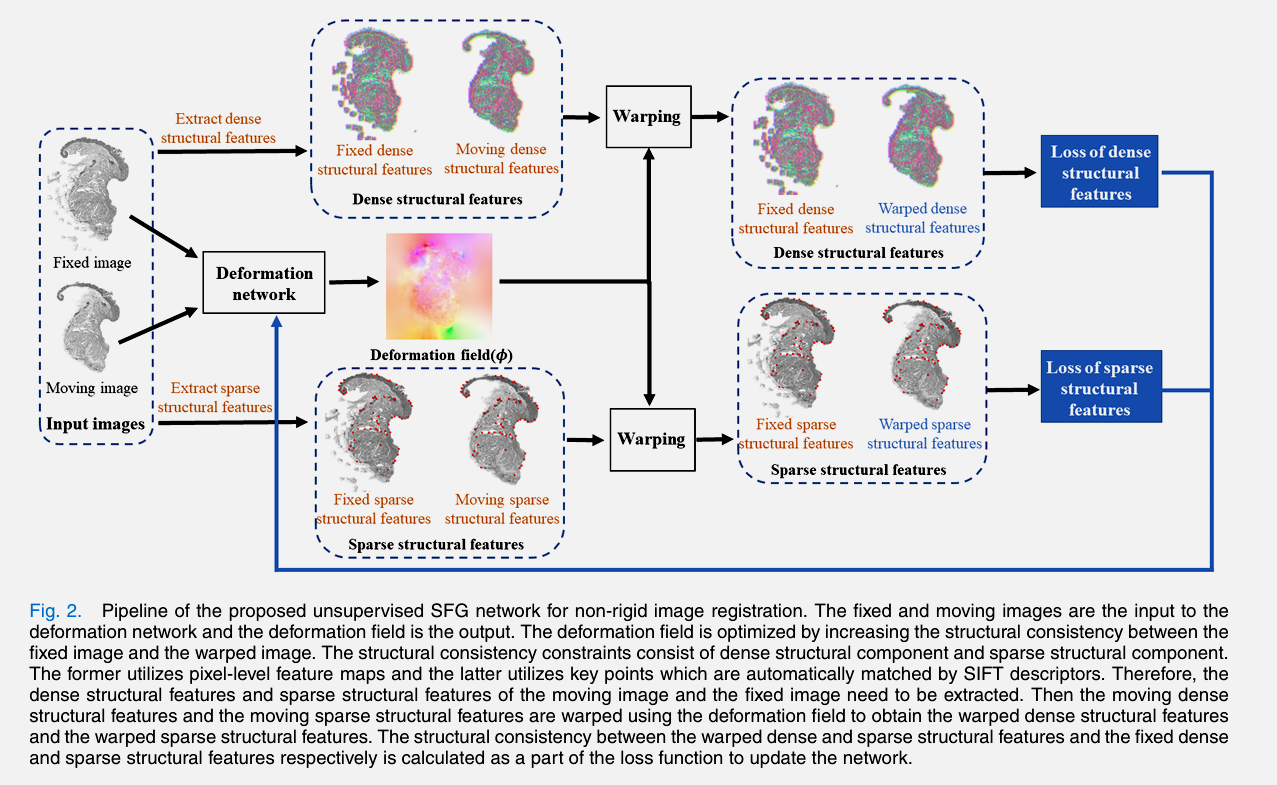 Extract dense
structural features
Fixed dense
structural features
Moving dense
structural features
Dense structural features
Warping
Fixed dense
structural features
Warped dense
structural features
Dense structural features
Loss of dense
structural
features
Fixed image
Moving image
Input images
Deformation
network
Deformation field(ϕ)
Extract sparse
structural features
Fixed sparse
structural features
Moving sparse
structural features
Sparse structural features
Warping
Fixed sparse
structural features
Warped sparse
structural features
Sparse structural features
Loss of sparse
structural
features
Fig. 2. Pipeline of the proposed unsupervised SFG network for non-rigid image registration. The fixed and moving images are the input to the
deformation network and the deformation field is the output. The deformation field is optimized by increasing the structural consistency between the
fixed image and the warped image. The structural consistency constraints consist of dense structural component and sparse structural component.
The former utilizes pixel-level feature maps and the latter utilizes key points which are automatically matched by SIFT descriptors. Therefore, the
dense structural features and sparse structural features of the moving image and the fixed image need to be extracted. Then the moving dense
structural features and the moving sparse structural features are warped using the deformation field to obtain the warped dense structural features
and the warped sparse structural features. The structural consistency between the warped dense and sparse structural features and the fixed dense
and sparse structural features respectively is calculated as a part of the loss function to update the network.